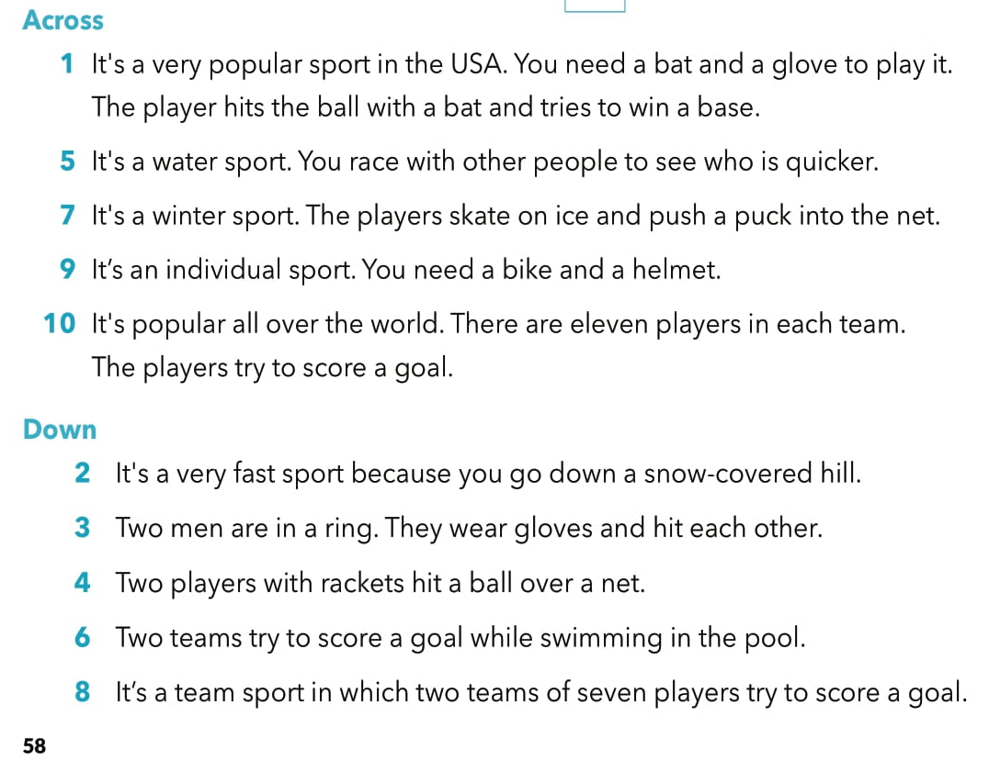 Across
1 It's a very popular sport in the USA. You need a bat and a glove to play it.
The player hits the ball with a bat and tries to win a base.
5 It's a water sport. You race with other people to see who is quicker.
7 It's a winter sport. The players skate on ice and push a puck into the net.
9 It’s an individual sport. You need a bike and a helmet.
10 It's popular all over the world. There are eleven players in each team.
The players try to score a goal.
Down
2 It's a very fast sport because you go down a snow-covered hill.
3 Two men are in a ring. They wear gloves and hit each other.
4 Two players with rackets hit a ball over a net.
6 Two teams try to score a goal while swimming in the pool.
8 It’s a team sport in which two teams of seven players try to score a goal.
58